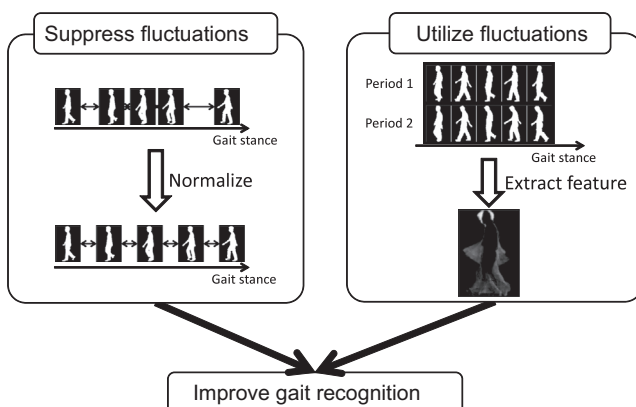 Suppress fluctuations
Gait stance
Normalize
Gait stance
Utilize fluctuations
Period 1
Period 2
Gait stance
Extract feature
Improve gait recognition